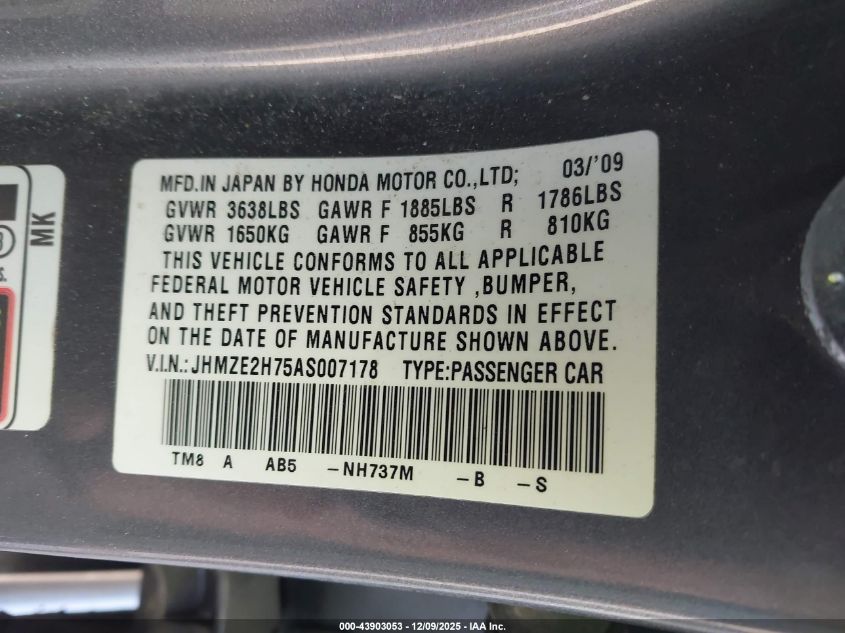 MFD.IN JAPAN BY HONDA MOTOR CO.,LTD; 03/'09
GVWR 3638LBS GAWR F 1885LBS R 1786LBS
GVWR 1650KG GAWR F 855KG R 810KG
THIS VEHICLE CONFORMS TO ALL APPLICABLE
FEDERAL MOTOR VEHICLE SAFETY ,BUMPER,
AND THEFT PREVENTION STANDARDS IN EFFECT
ON THE DATE OF MANUFACTURE SHOWN ABOVE.
V.I.N.:JHMZE2H75AS007178 TYPE:PASSENGER CAR
TM8 A AB5 -NH737M -B -S
MK
000-43903053 - 12/09/2025 - IAA Inc.